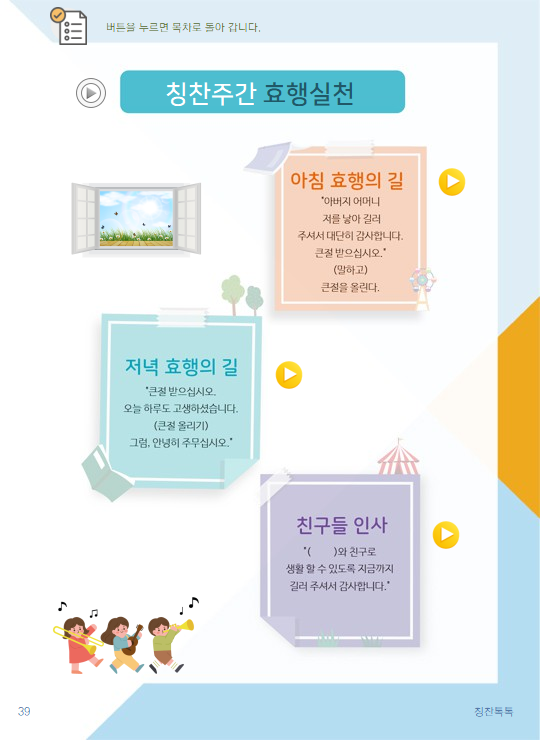 버튼을 누르면 목차로 돌아 갑니다.
칭찬주간 효행실천
아침 효행의 길
"아버지 어머니
저를 낳아 길러
주셔서 대단히 감사합니다.
큰절 받으십시오."
(말하고)
큰절을 올린다.
저녁 효행의 길
"큰절 받으십시오.
오늘 하루도 고생하셨습니다.
(큰절 올리기)
그럼, 안녕히 주무십시오."
친구들 인사
"( )와 친구로
생활 할 수 있도록 지금까지
길러 주셔서 감사합니다."
39
칭찬톡톡